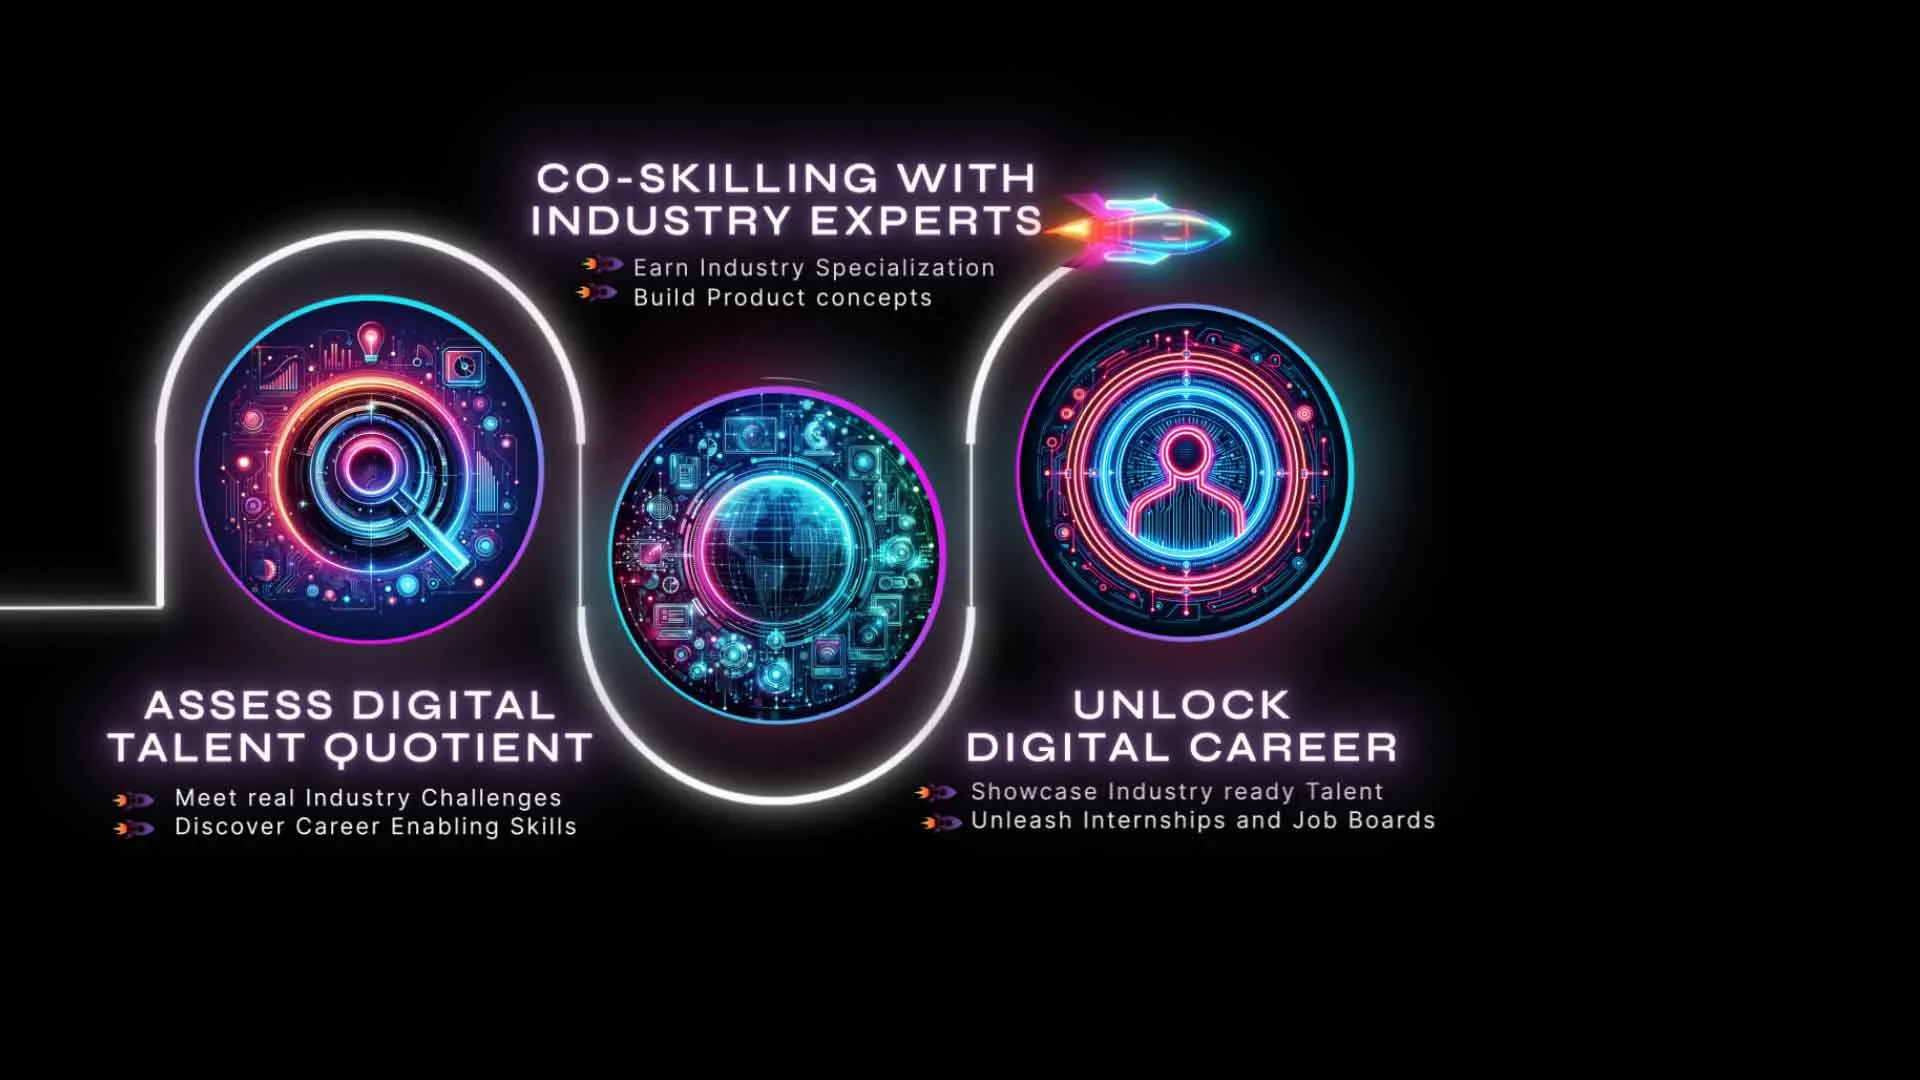 CO-SKILLING WITH
INDUSTRY EXPERTS
Earn Industry Specialization
Build Product concepts
ASSESS DIGITAL
TALENT QUOTIENT
Meet real Industry Challenges
Discover Career Enabling Skills
UNLOCK
DIGITAL CAREER
Showcase Industry ready Talent
Unleash Internships and Job Boards